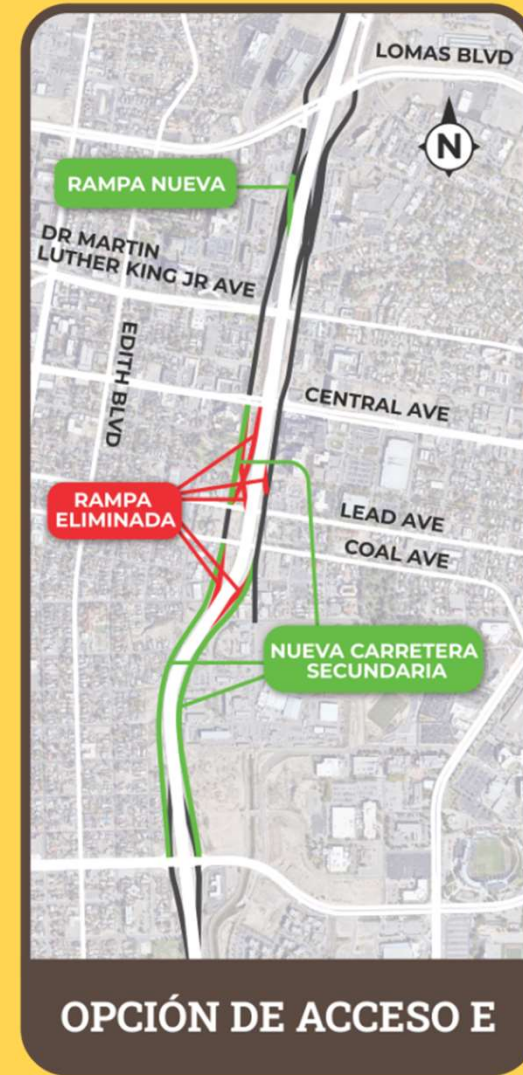 LOMAS BLVD
N
RAMPA NUEVA
DR MARTIN
LUTHER KING JR AVE
EDITH BLVD
CENTRAL AVE
RAMPA
ELIMINADA
LEAD AVE
COAL AVE
NUEVA CARRETERA
SECUNDARIA
OPCIÓN DE ACCESO E